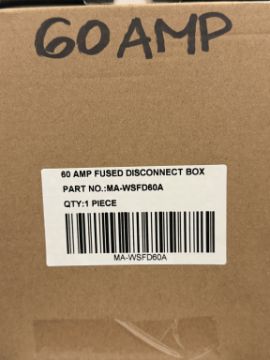 60 AMP
60 AMP FUSED DISCONNECT BOX
PART NO.:MA-WSFD60A
QTY:1 PIECE
MA-WSFD60A